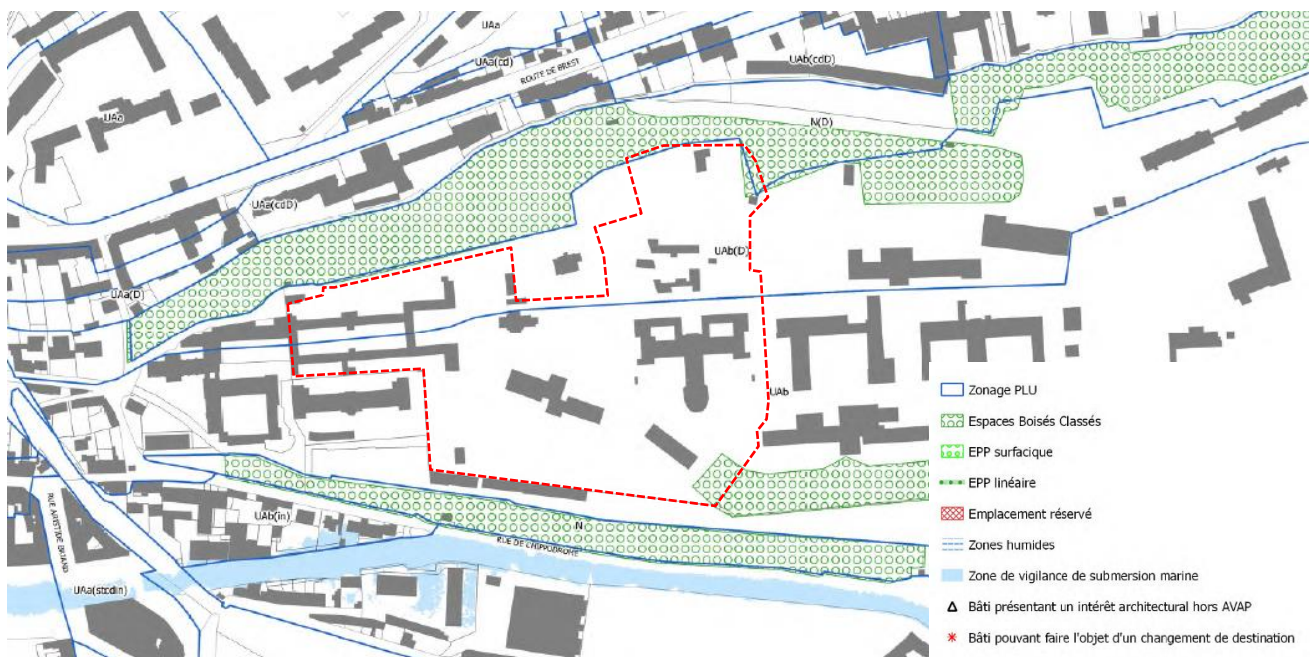 UAa
UAa(cd)
ROUTE DE BREST
UAb(cdD)
UAa
N(D)
UAa(cdD)
UAb(D)
UAa(D)
UAb
Zonage PLU
Espaces Boisés Classés
EPP surfacique
EPP linéaire
Emplacement réservé
Zones humides
Zone de vigilance de submersion marine
Bâti présentant un intérêt architectural hors AVAP
Bâti pouvant faire l'objet d'un changement de destination
RUE ARISTIDE BRIAND
UAb(in)
N
RUE DE L'HIPPODROME
UAa(stcdin)